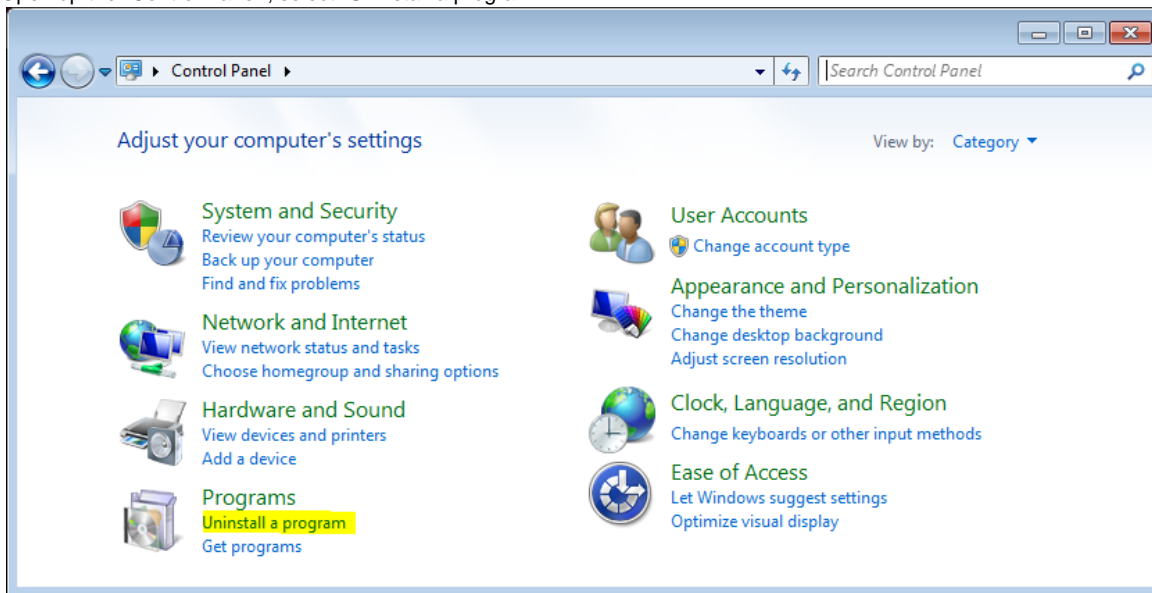 Control Panel
Search Control Panel
Adjust your computer's settings
View by: Category
System and Security
Review your computer's status
Back up your computer
Find and fix problems
Network and Internet
View network status and tasks
Choose homegroup and sharing options
Hardware and Sound
View devices and printers
Add a device
Programs
Uninstall a program
Get programs
User Accounts
Change account type
Appearance and Personalization
Change the theme
Change desktop background
Adjust screen resolution
Clock, Language, and Region
Change keyboards or other input methods
Ease of Access
Let Windows suggest settings
Optimize visual display